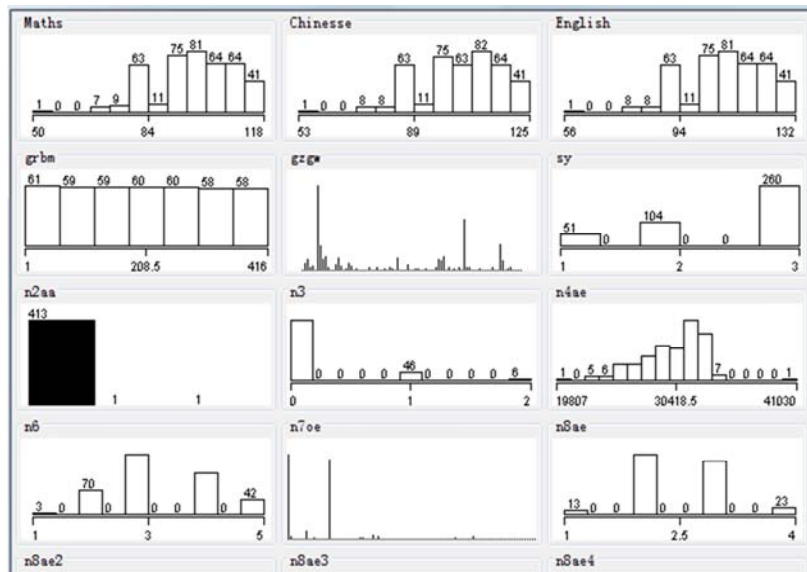 Maths Chinesse English
1 0 0 7 9 63 11 75 81 64 64 41
50 84 118
1 0 0 8 8 63 11 75 63 82 64 41
53 89 125
1 0 0 8 8 63 11 75 81 64 64 41
56 94 132
grbm gzgw sy
61 59 59 60 60 58 58
1 208.5 416
51 0 104 0 0 260
1 2 3
n2aa n3 n4ae
413 1 1
0 0 0 0 46 0 0 0 0 6
0 1 2
1 0 5 6 7 0 0 0 0 1
19807 30418.5 41030
n6 n7oe n8ae
3 0 70 0 0 0 0 42
1 3 5
13 0 0 0 0 0 0 23
1 2.5 4
n8ae2 n8ae3 n8ae4